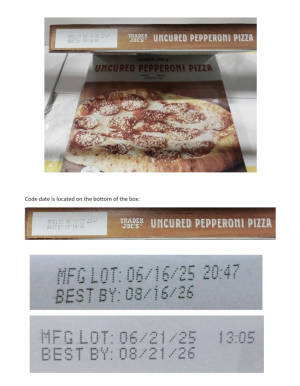 TRADER JOE'S UNCURED PEPPERONI PIZZA
UNCURED PEPPERONI PIZZA
Code date is located on the bottom of the box:
TRADER JOE'S UNCURED PEPPERONI PIZZA
MFG LOT: 06/16/25 20:47
BEST BY: 08/16/26
MFG LOT: 06/21/25 13:05
BEST BY: 08/21/26